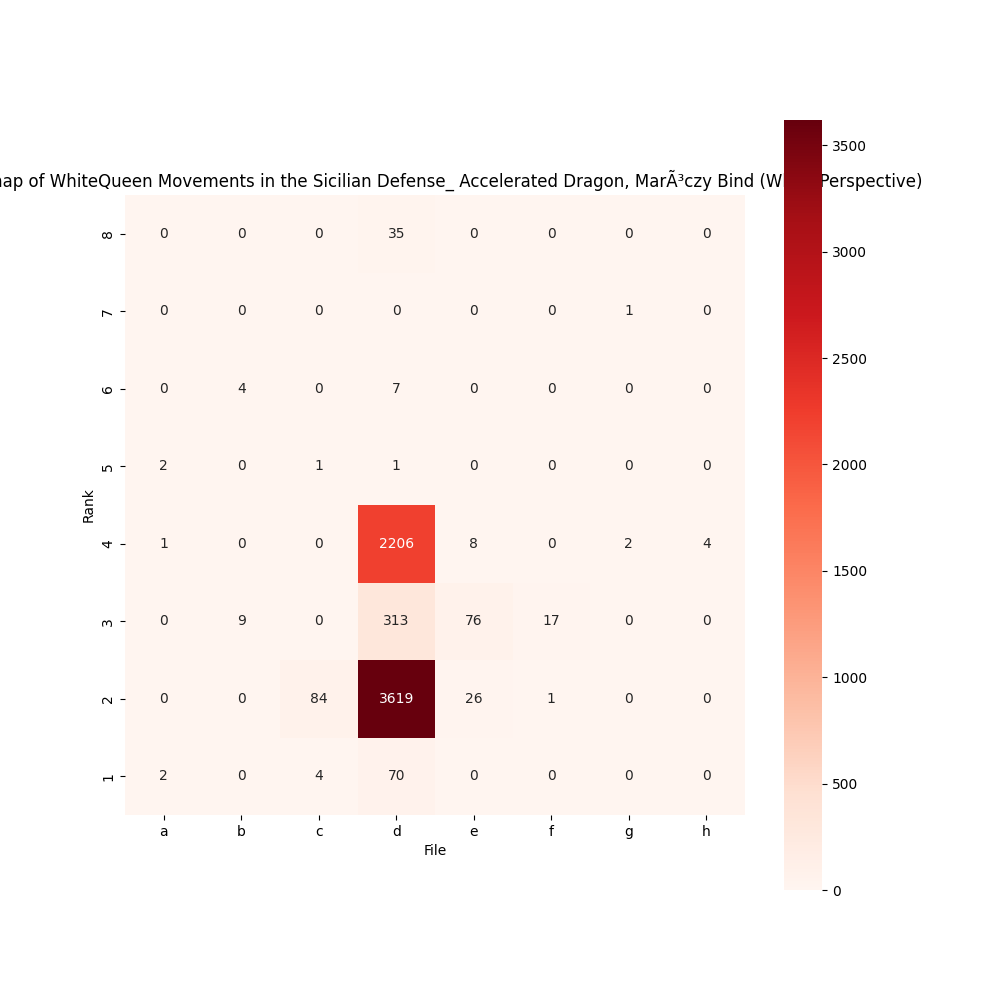 of WhiteQueen Movements in the Sicilian Defense_ Accelerated Dragon, MarÃ³czy Bind Perspective)
Rank
8 0 0 0 35 0 0 0 0
7 0 0 0 0 0 0 1 0
6 0 4 0 7 0 0 0 0
5 2 0 1 1 0 0 0 0
4 1 0 0 2206 8 0 2 4
3 0 9 0 313 76 17 0 0
2 0 0 84 3619 26 1 0 0
1 2 0 4 70 0 0 0 0
a b c d e f g h
File
3500
3000
2500
2000
1500
1000
500
0